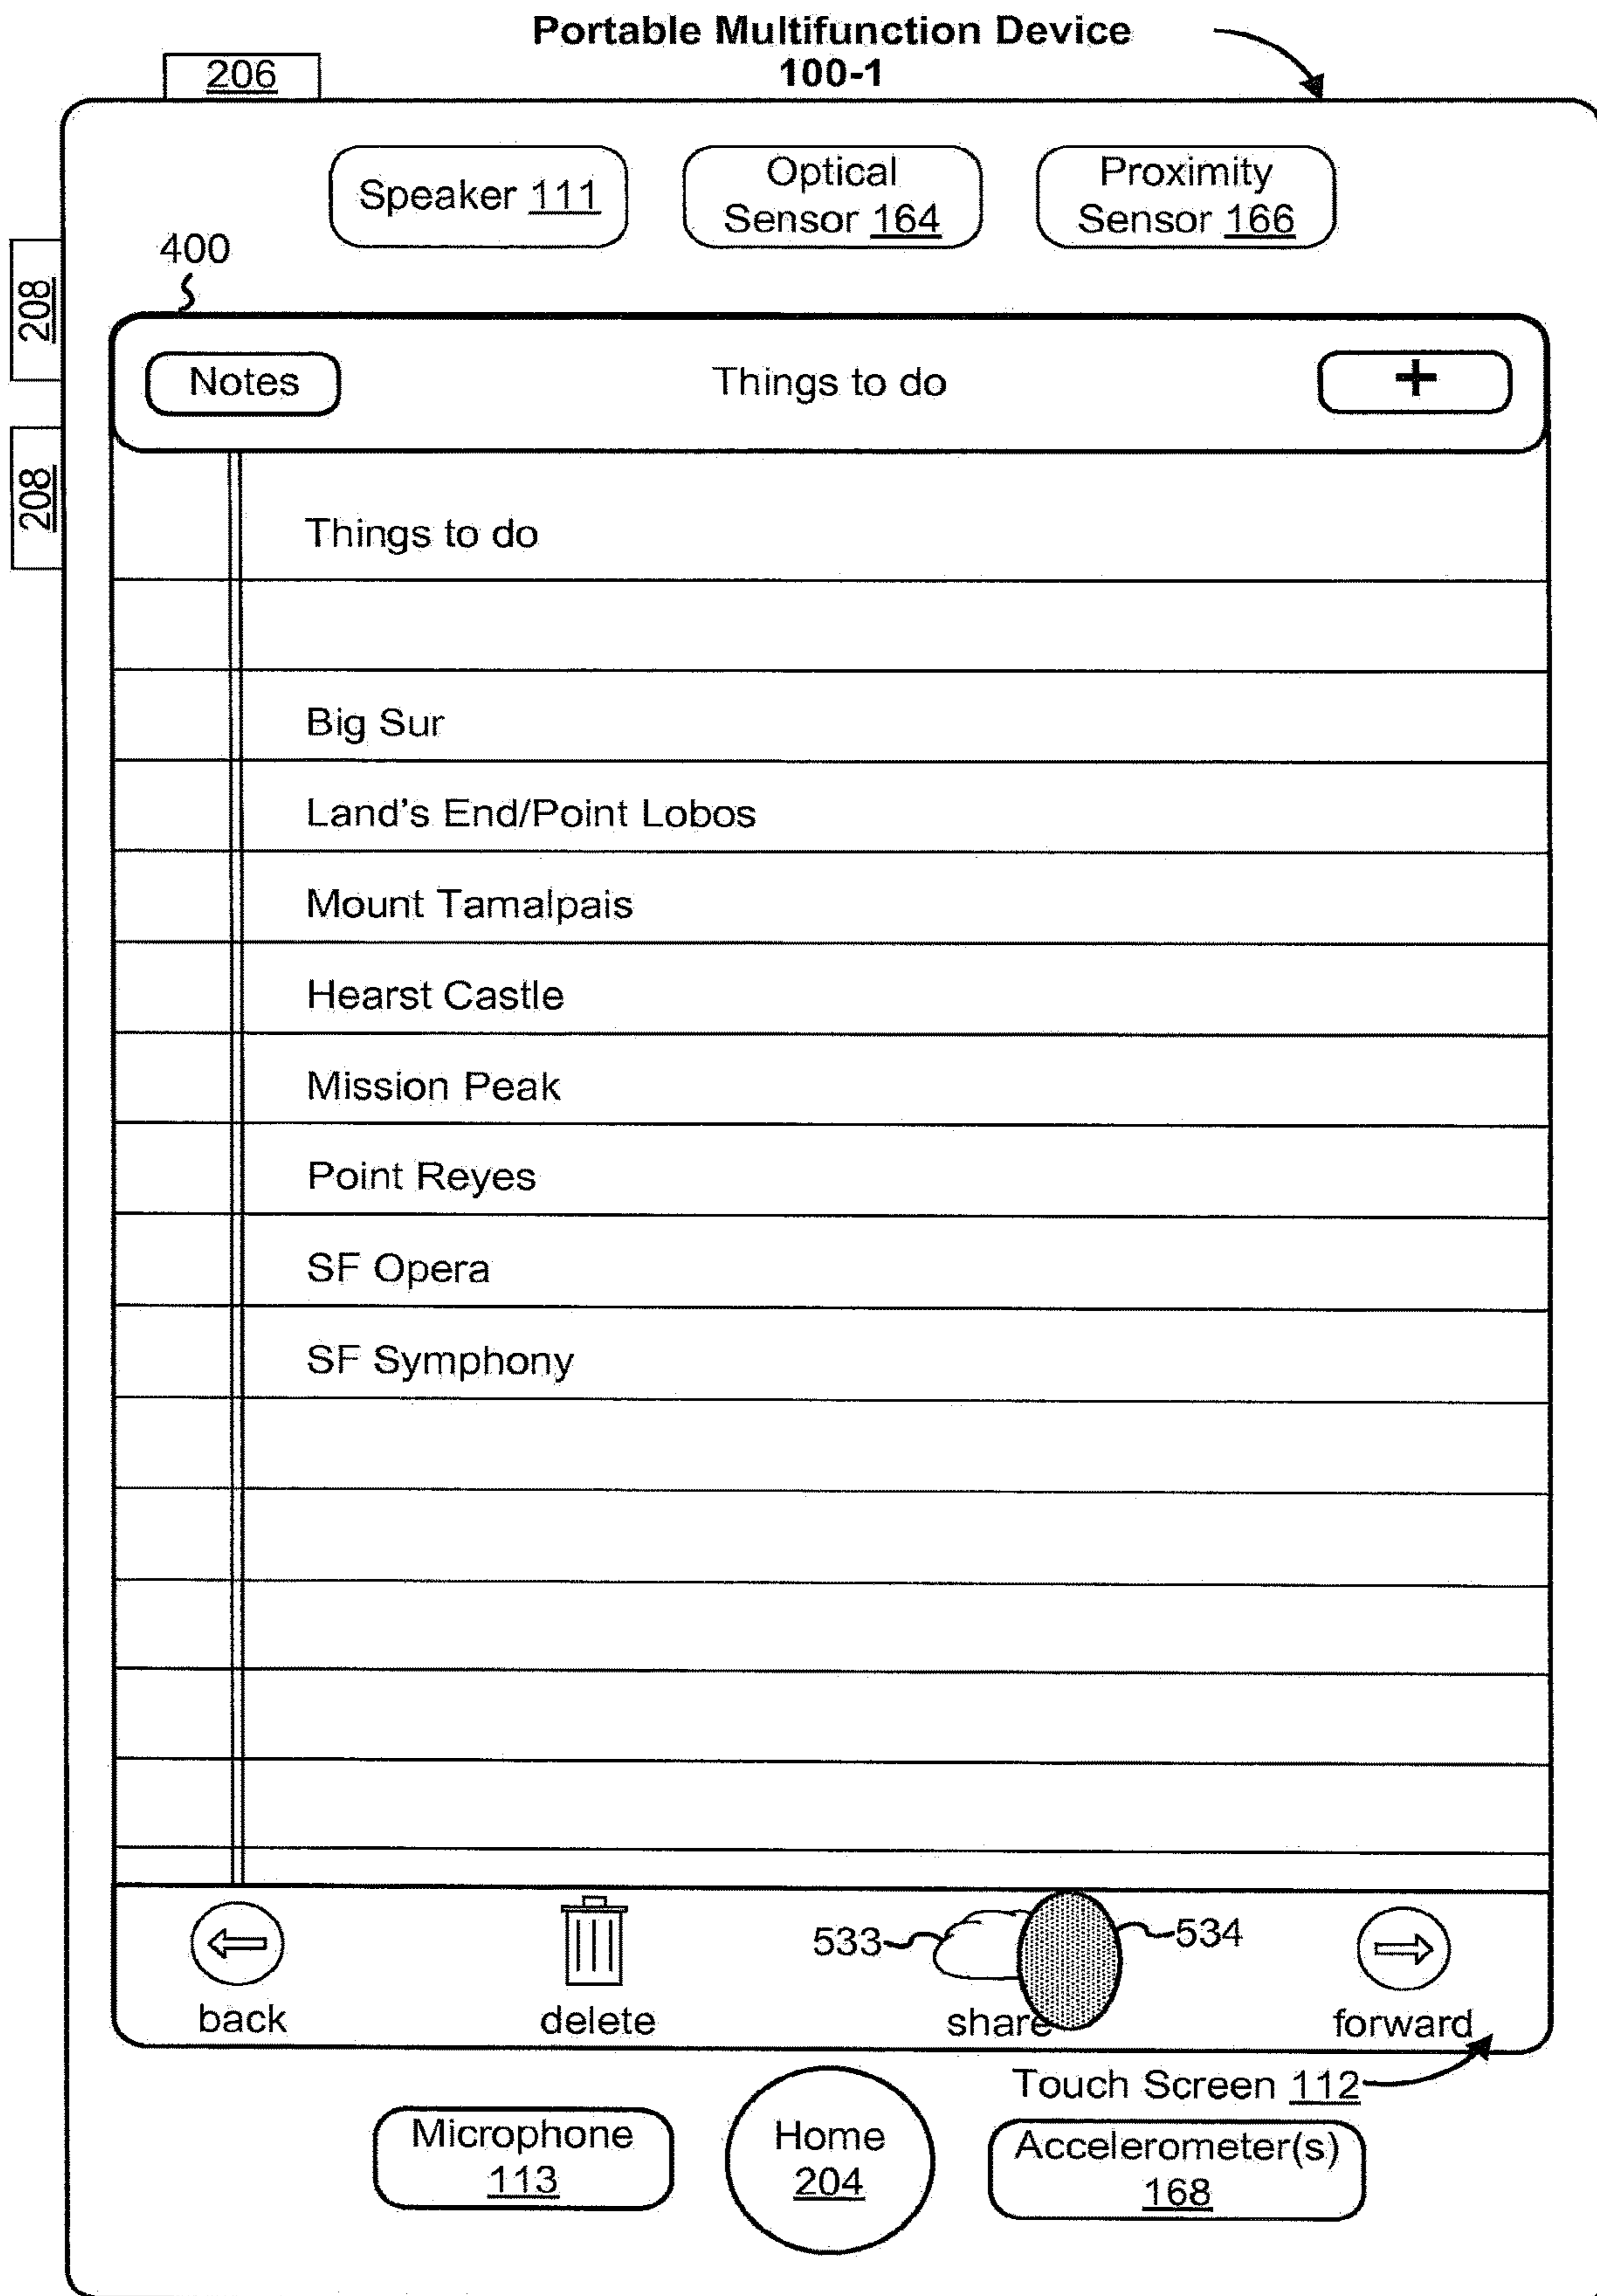 Portable Multifunction Device
100-1
206
Speaker 111
Optical
Sensor 164
Proximity
Sensor 166
400
208
208
Notes
Things to do
+
Things to do
Big Sur
Land's End/Point Lobos
Mount Tamalpais
Hearst Castle
Mission Peak
Point Reyes
SF Opera
SF Symphony
533
534
back
delete
share
forward
Touch Screen 112
Microphone
113
Home
204
Accelerometer(s)
168